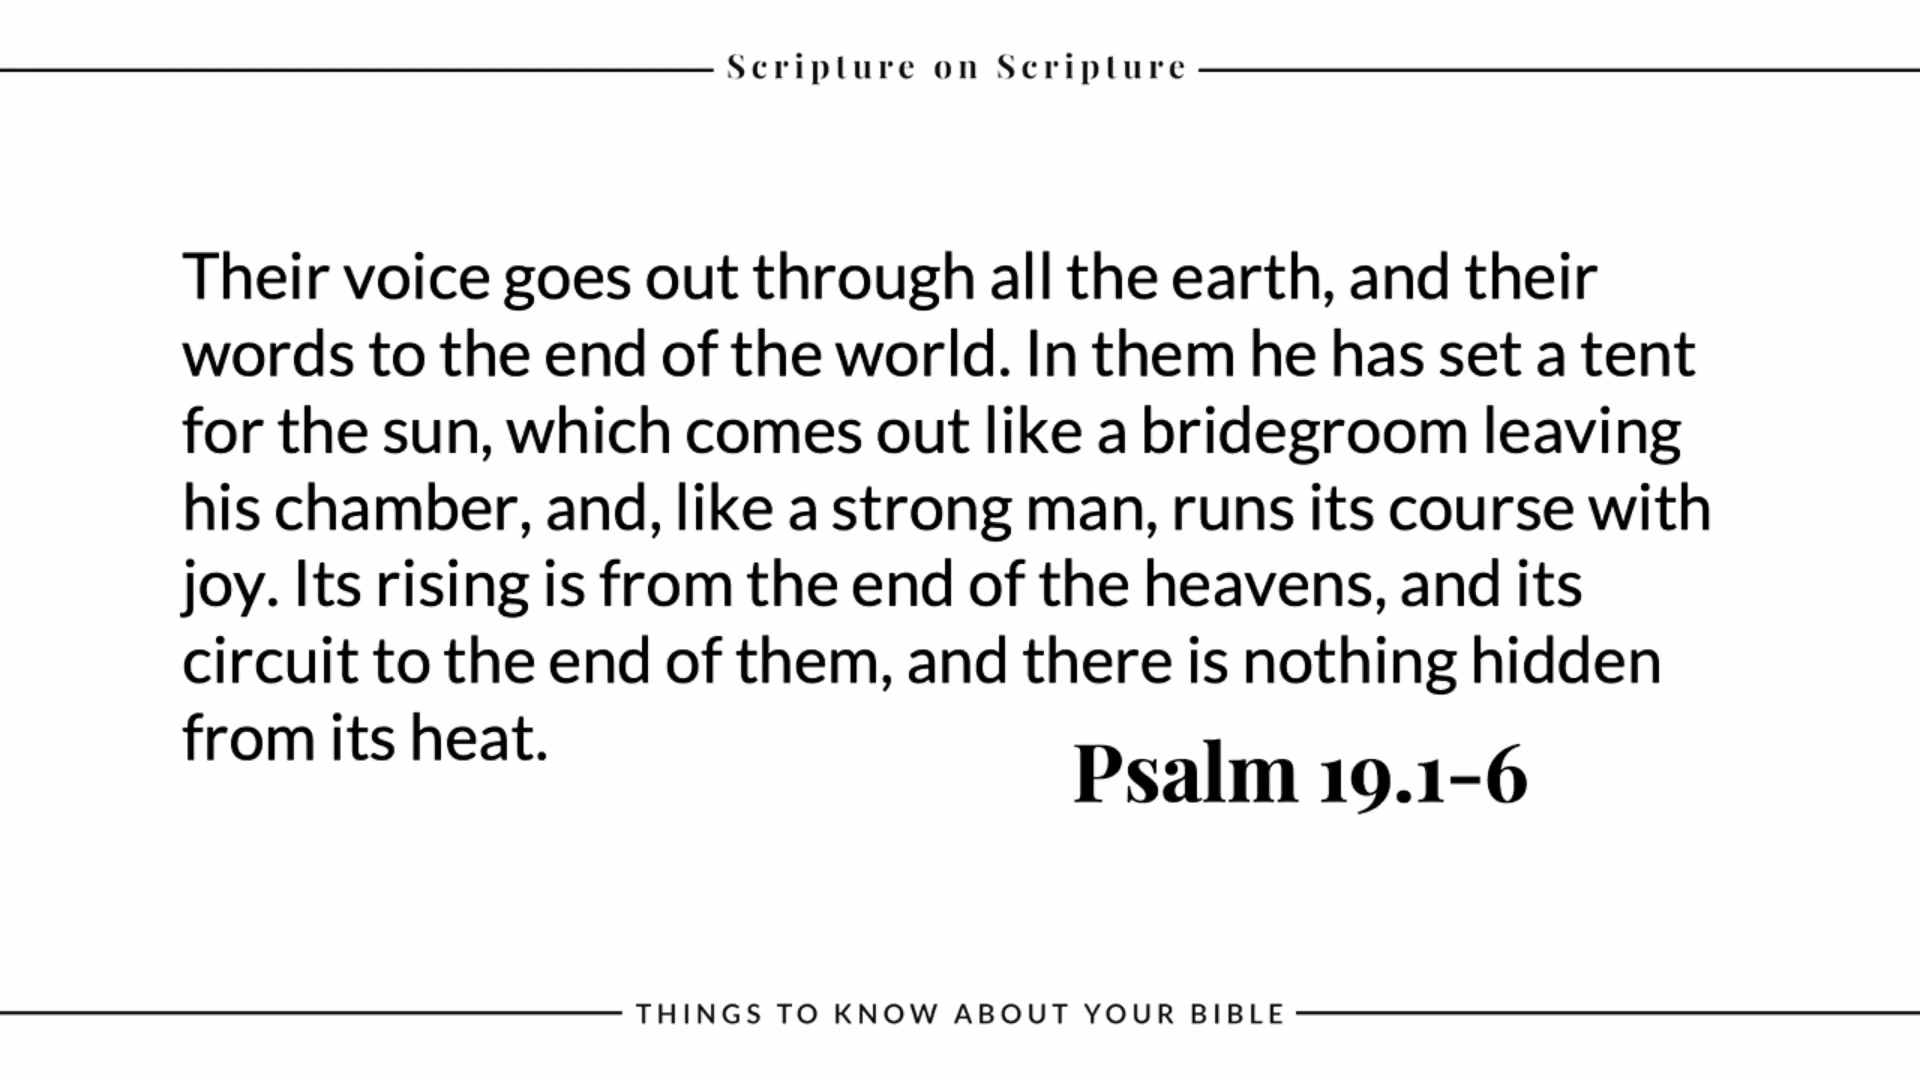 Scripture on Scripture
Their voice goes out through all the earth, and their
words to the end of the world. In them he has set a tent
for the sun, which comes out like a bridegroom leaving
his chamber, and, like a strong man, runs its course with
joy. Its rising is from the end of the heavens, and its
circuit to the end of them, and there is nothing hidden
from its heat.
Psalm 19.1-6
THINGS TO KNOW ABOUT YOUR BIBLE